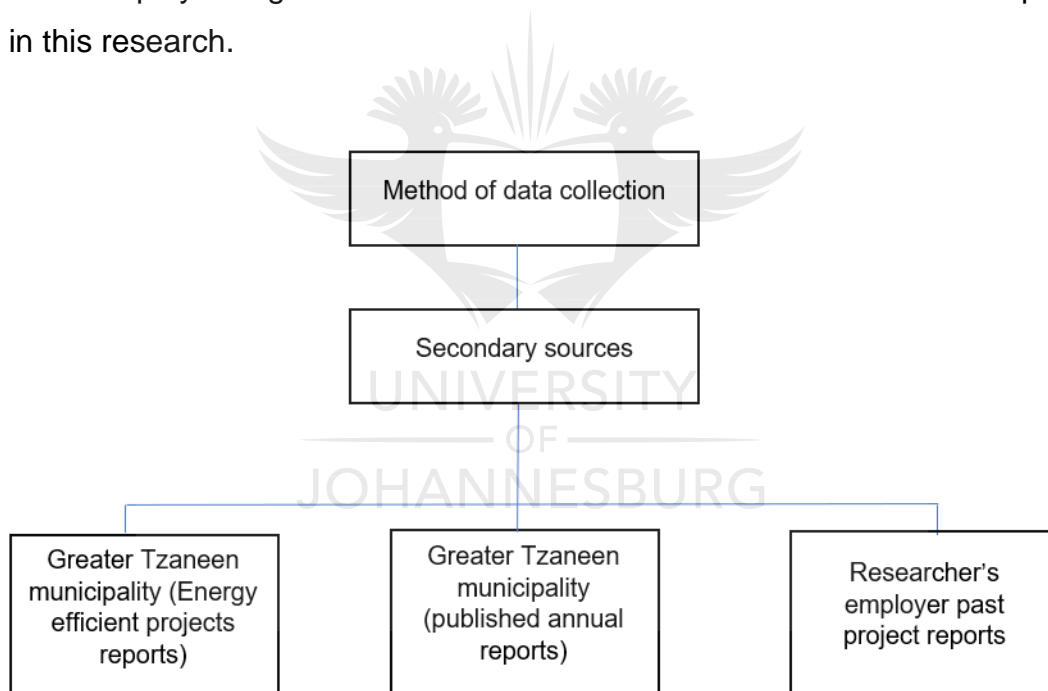 in this research.
Method of data collection
Secondary sources
UNIVERSITY
OF
JOHANNESBURG
Greater Tzaneen
municipality (Energy
efficient projects
reports)
Greater Tzaneen
municipality
(published annual
reports)
Researcher's
employer past
project reports